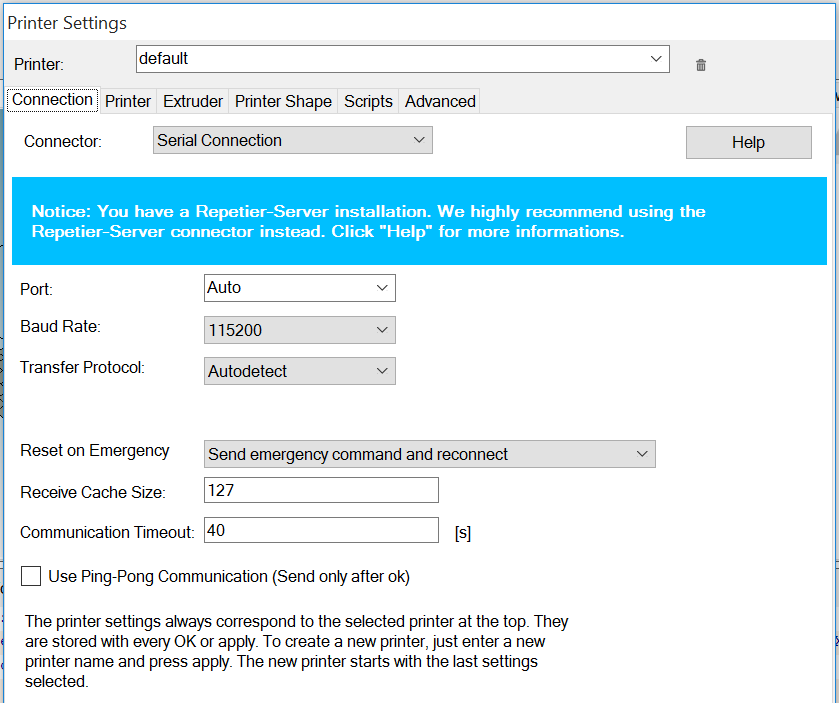 Printer Settings
Printer: default
Connection Printer Extruder Printer Shape Scripts Advanced
Connector: Serial Connection Help
Notice: You have a Repetier-Server installation. We highly recommend using the
Repetier-Server connector instead. Click "Help" for more informations.
Port: Auto
Baud Rate: 115200
Transfer Protocol: Autodetect
Reset on Emergency Send emergency command and reconnect
Receive Cache Size: 127
Communication Timeout: 40 [s]
Use Ping-Pong Communication (Send only after ok)
The printer settings always correspond to the selected printer at the top. They
are stored with every OK or apply. To create a new printer, just enter a new
printer name and press apply. The new printer starts with the last settings
selected.